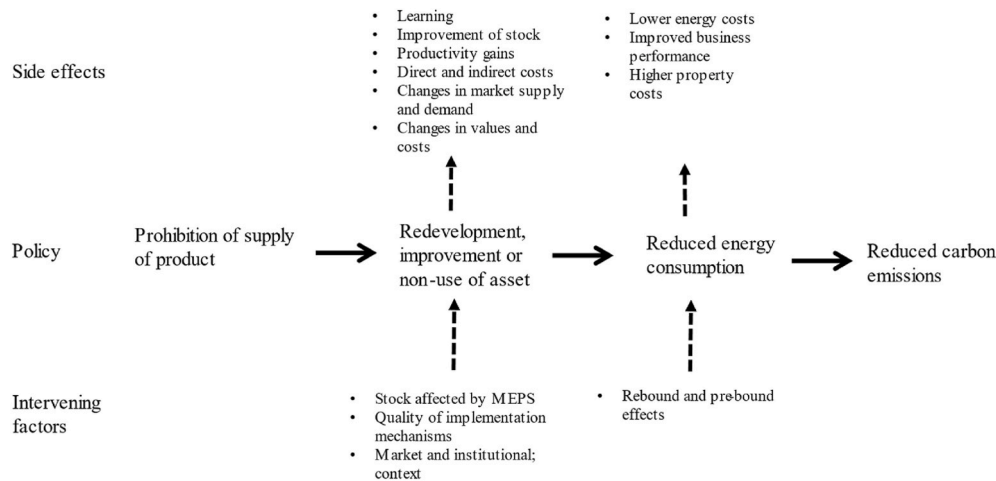 Side effects
• Learning
• Improvement of stock
• Productivity gains
• Direct and indirect costs
• Changes in market supply
and demand
• Changes in values and
costs
• Lower energy costs
• Improved business
performance
• Higher property
costs
Policy
Prohibition of supply
of product
Redevelopment,
improvement or
non-use of asset
Reduced energy
consumption
Reduced carbon
emissions
Intervening
factors
• Stock affected by MEPS
• Quality of implementation
mechanisms
• Market and institutional;
context
• Rebound and pre-bound
effects